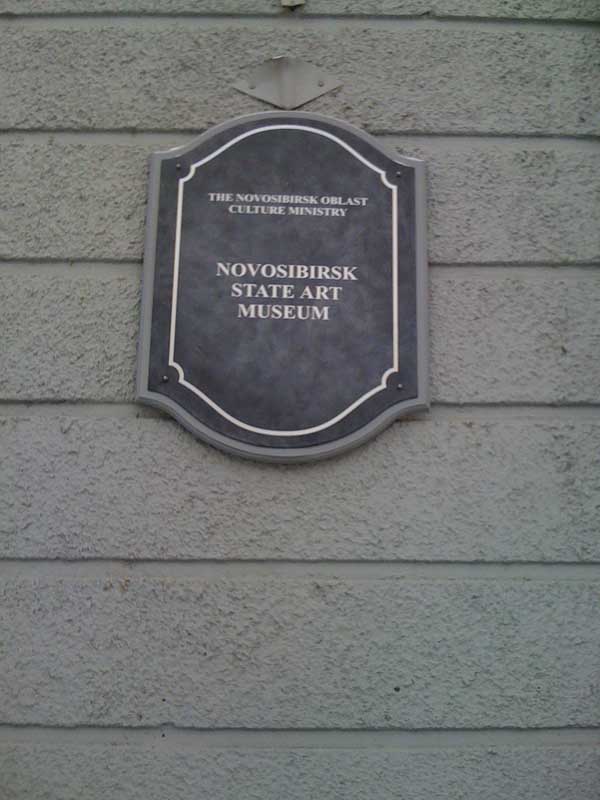 THE NOVOSIBIRSK OBLAST
CULTURE MINISTRY
NOVOSIBIRSK
STATE ART
MUSEUM